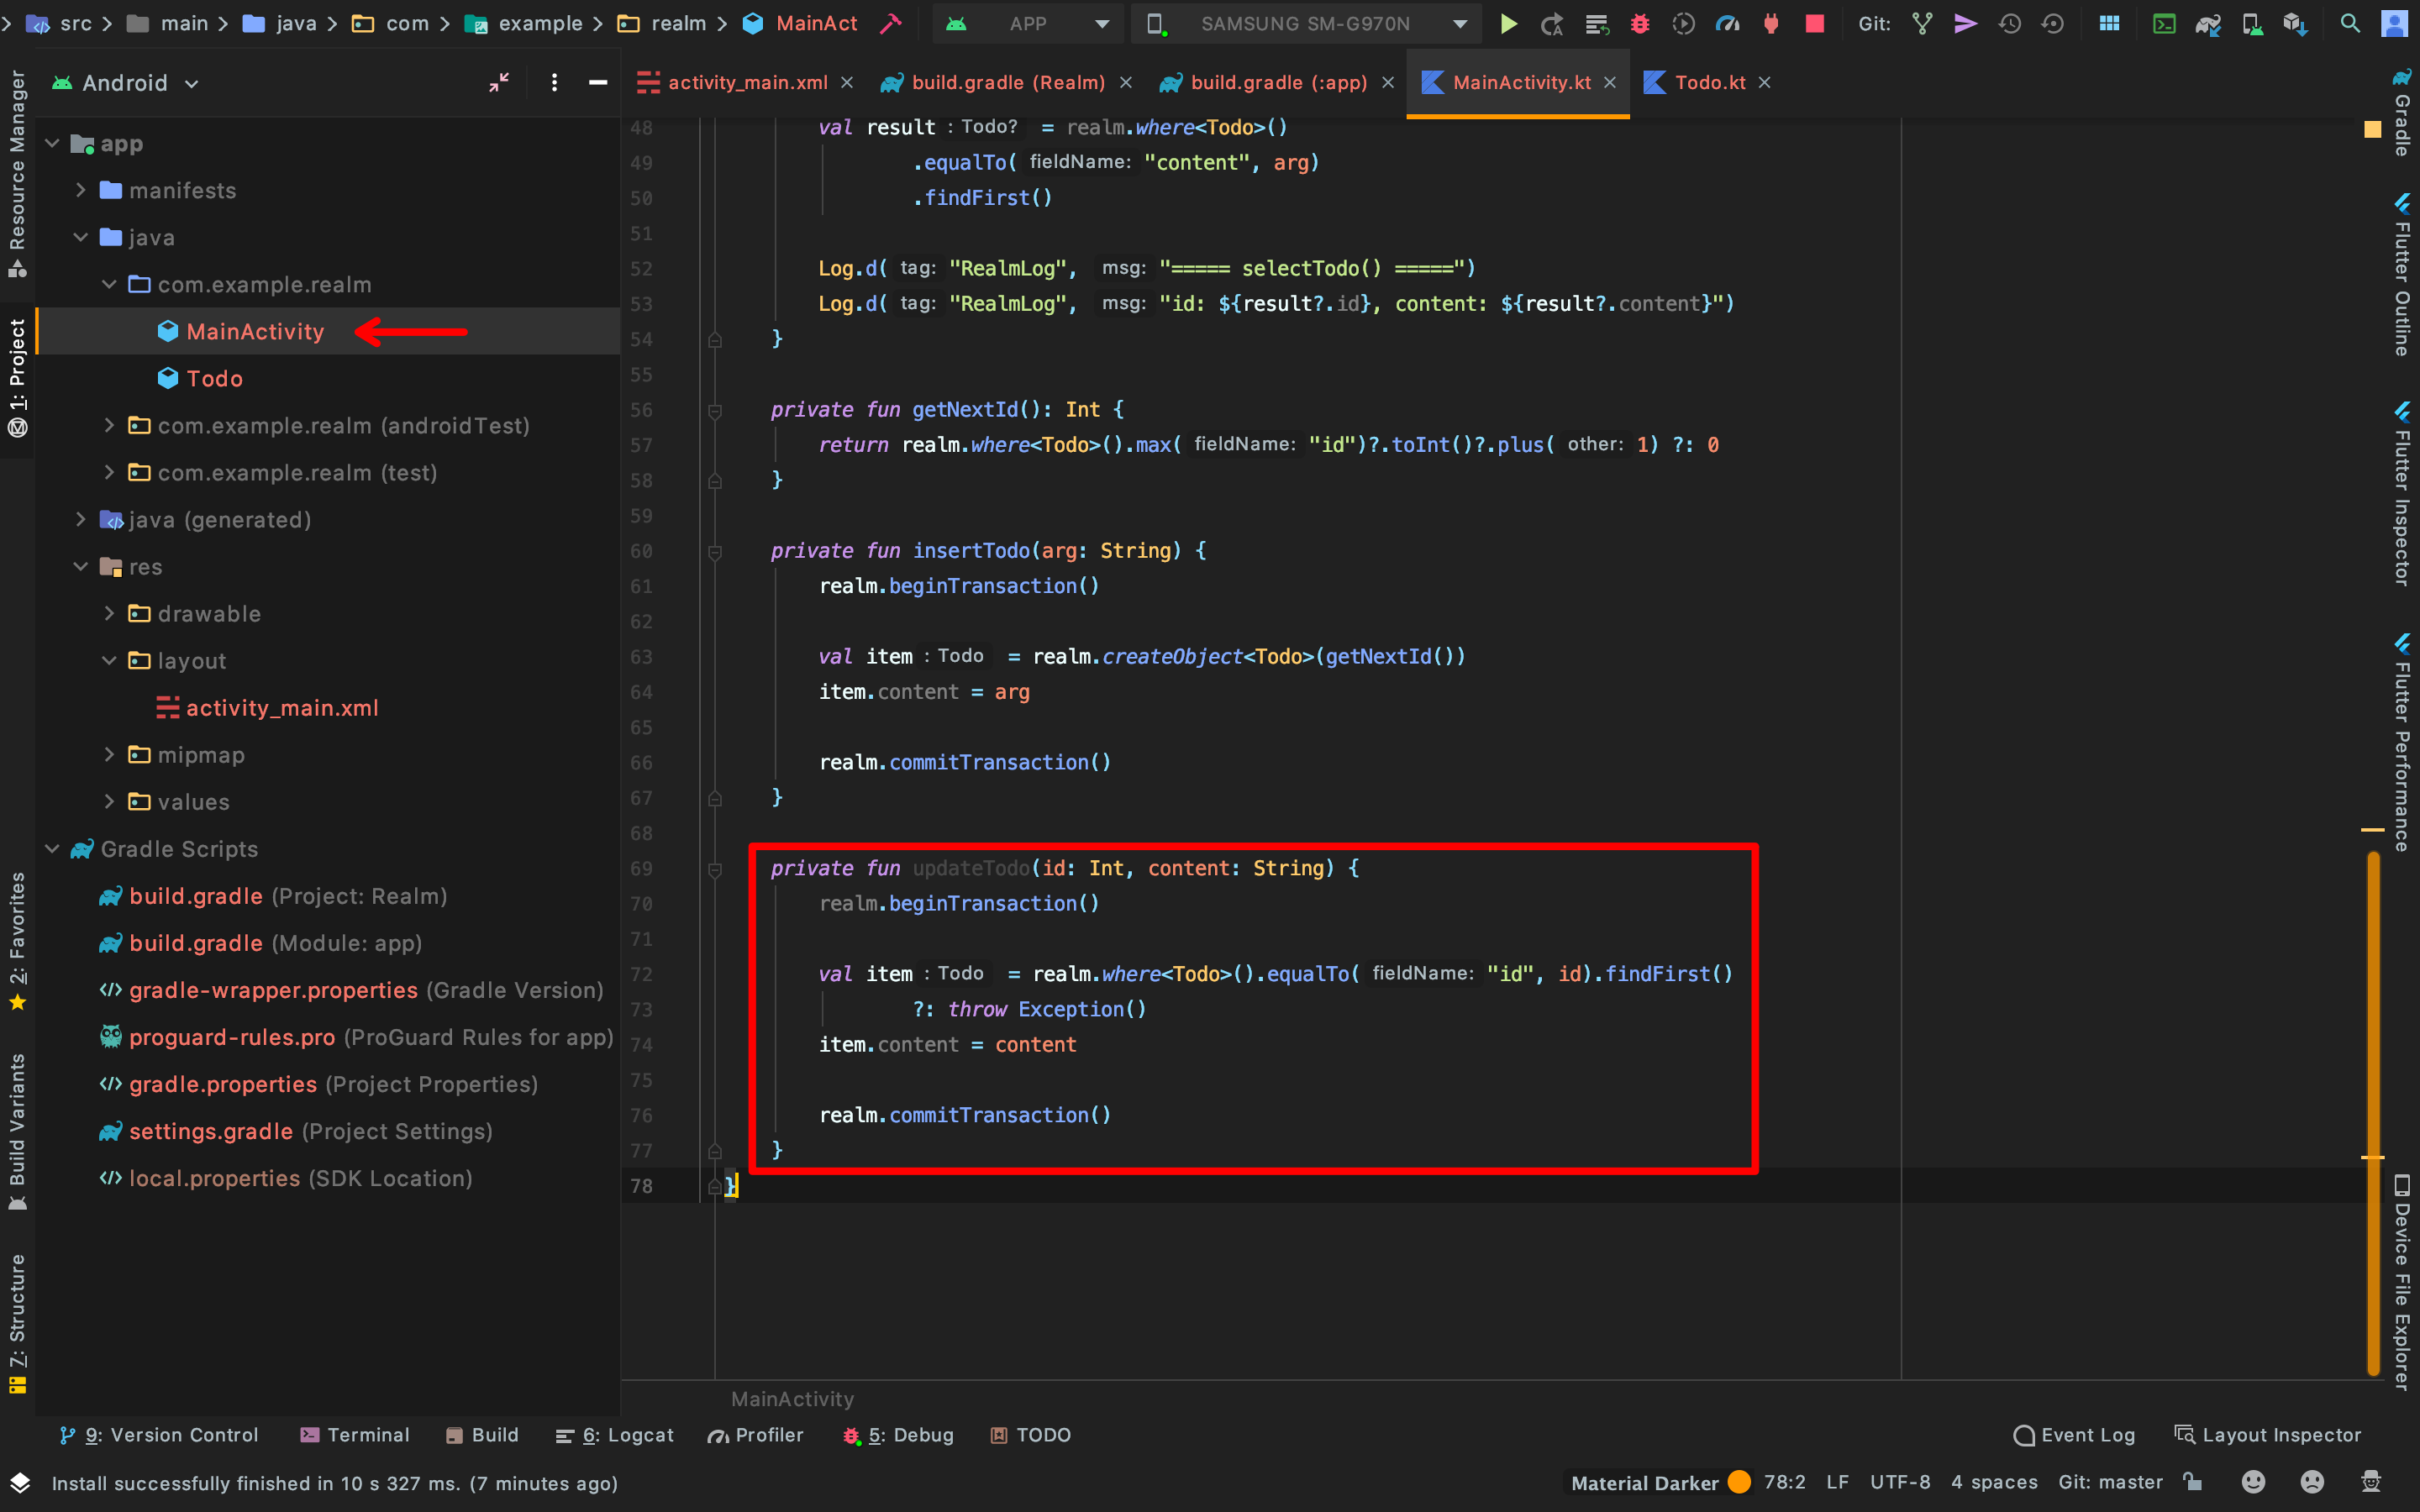 src
main
java
com
example
realm
MainAct
APP
SAMSUNG SM-G970N
Git:
Android
activity_main.xml
build.gradle (Realm)
build.gradle (:app)
MainActivity.kt
Todo.kt
Resource Manager
1: Project
2: Favorites
Build Variants
Z: Structure
app
manifests
java
com.example.realm
MainActivity
Todo
com.example.realm (androidTest)
com.example.realm (test)
java (generated)
res
drawable
layout
activity_main.xml
mipmap
values
Gradle Scripts
build.gradle (Project: Realm)
build.gradle (Module: app)
gradle-wrapper.properties (Gradle Version)
proguard-rules.pro (ProGuard Rules for app)
gradle.properties (Project Properties)
settings.gradle (Project Settings)
local.properties (SDK Location)
48 val result : Todo? = realm.where<Todo>()
49 .equalTo( fieldName: "content", arg)
50 .findFirst()
51
52 Log.d( tag: "RealmLog", msg: "===== selectTodo() =====")
53 Log.d( tag: "RealmLog", msg: "id: ${result?.id}, content: ${result?.content}")
54 }
55
56 private fun getNextId(): Int {
57 return realm.where<Todo>().max( fieldName: "id")?.toInt()?.plus( other: 1) ?: 0
58 }
59
60 private fun insertTodo(arg: String) {
61 realm.beginTransaction()
62
63 val item : Todo = realm.createObject<Todo>(getNextId())
64 item.content = arg
65
66 realm.commitTransaction()
67 }
68
69 private fun updateTodo(id: Int, content: String) {
70 realm.beginTransaction()
71
72 val item : Todo = realm.where<Todo>().equalTo( fieldName: "id", id).findFirst()
73 ?: throw Exception()
74 item.content = content
75
76 realm.commitTransaction()
77 }
78 }
MainActivity
Gradle
Flutter Outline
Flutter Inspector
Flutter Performance
Device File Explorer
9: Version Control
Terminal
Build
6: Logcat
Profiler
5: Debug
TODO
Event Log
Layout Inspector
Install successfully finished in 10 s 327 ms. (7 minutes ago)
Material Darker
78:2
LF
UTF-8
4 spaces
Git: master